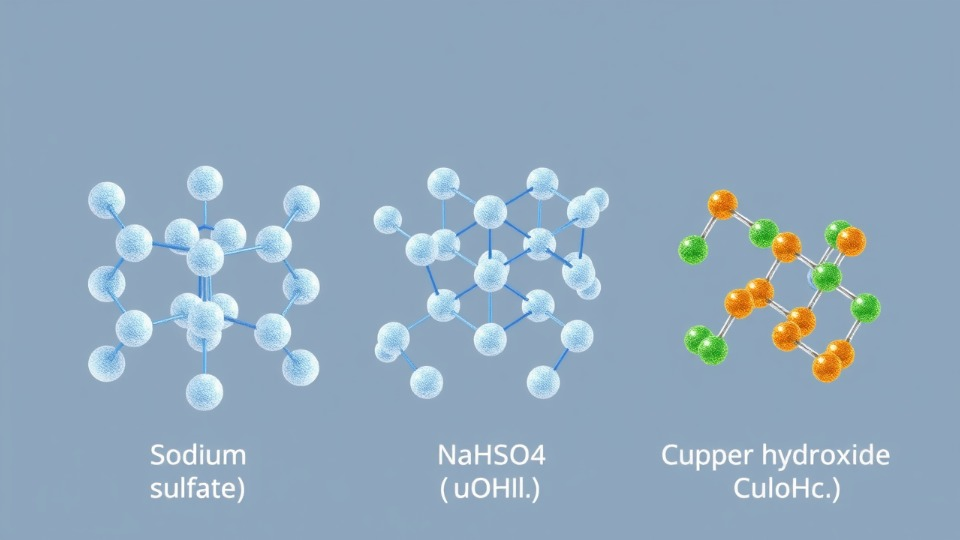 Sodium
sulfate)
NaHSO4
( uOHll.)
Cupper hydroxide
CuloHc.)